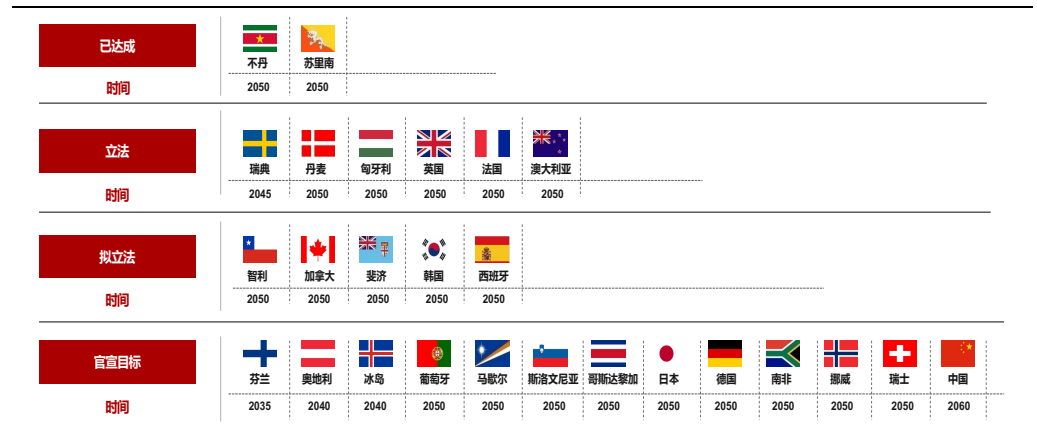 已达成
不丹 苏里南
时间
2050 2050
立法
瑞典 丹麦 匈牙利 英国 法国 澳大利亚
时间
2045 2050 2050 2050 2050 2050
拟立法
智利 加拿大 斐济 韩国 西班牙
时间
2050 2050 2050 2050 2050
官宣目标
芬兰 奥地利 冰岛 葡萄牙 马歇尔 斯洛文尼亚 哥斯达黎加 日本 德国 南非 挪威 瑞士 中国
时间
2035 2040 2040 2050 2050 2050 2050 2050 2050 2050 2050 2050 2060